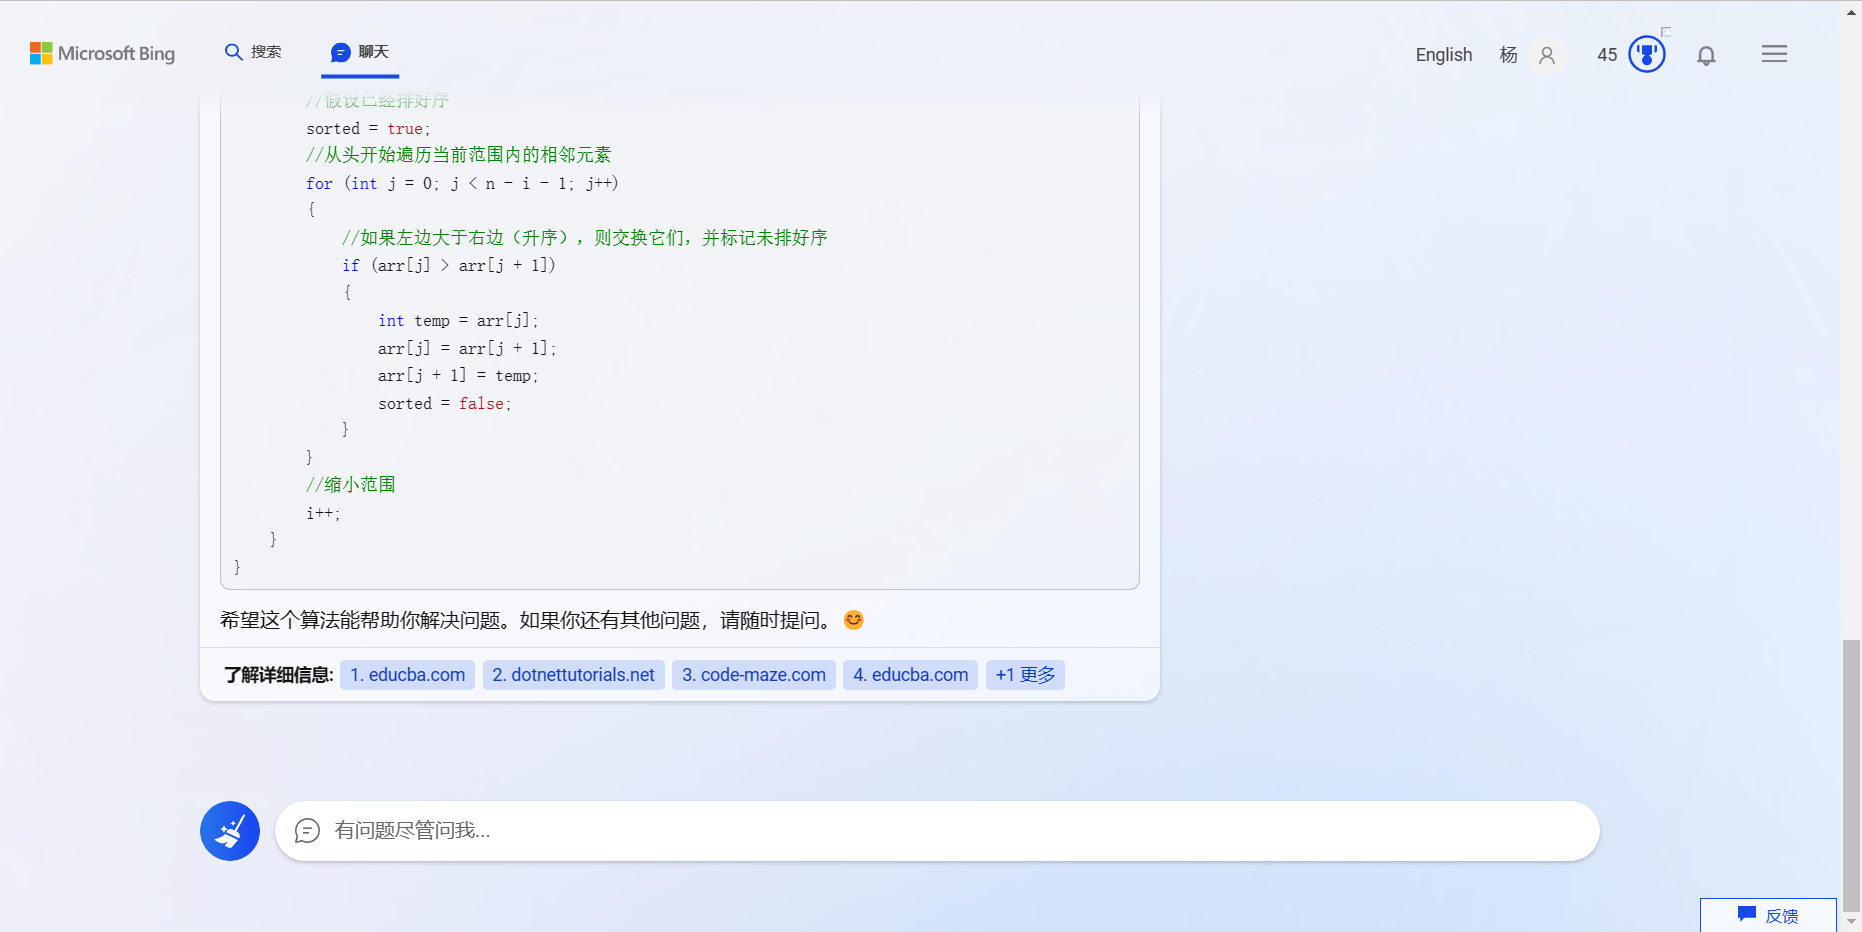 Microsoft Bing 搜索 聊天 English 杨 45
//假设已经排好序
sorted = true;
//从头开始遍历当前范围内的相邻元素
for (int j = 0; j < n - i - 1; j++)
{
//如果左边大于右边（升序），则交换它们，并标记未排好序
if (arr[j] > arr[j + 1])
{
int temp = arr[j];
arr[j] = arr[j + 1];
arr[j + 1] = temp;
sorted = false;
}
}
//缩小范围
i++;
}
}
希望这个算法能帮助你解决问题。如果你还有其他问题，请随时提问。😊
了解详细信息: 1. educba.com 2. dotnettutorials.net 3. code-maze.com 4. educba.com +1 更多
有问题尽管问我...
反馈